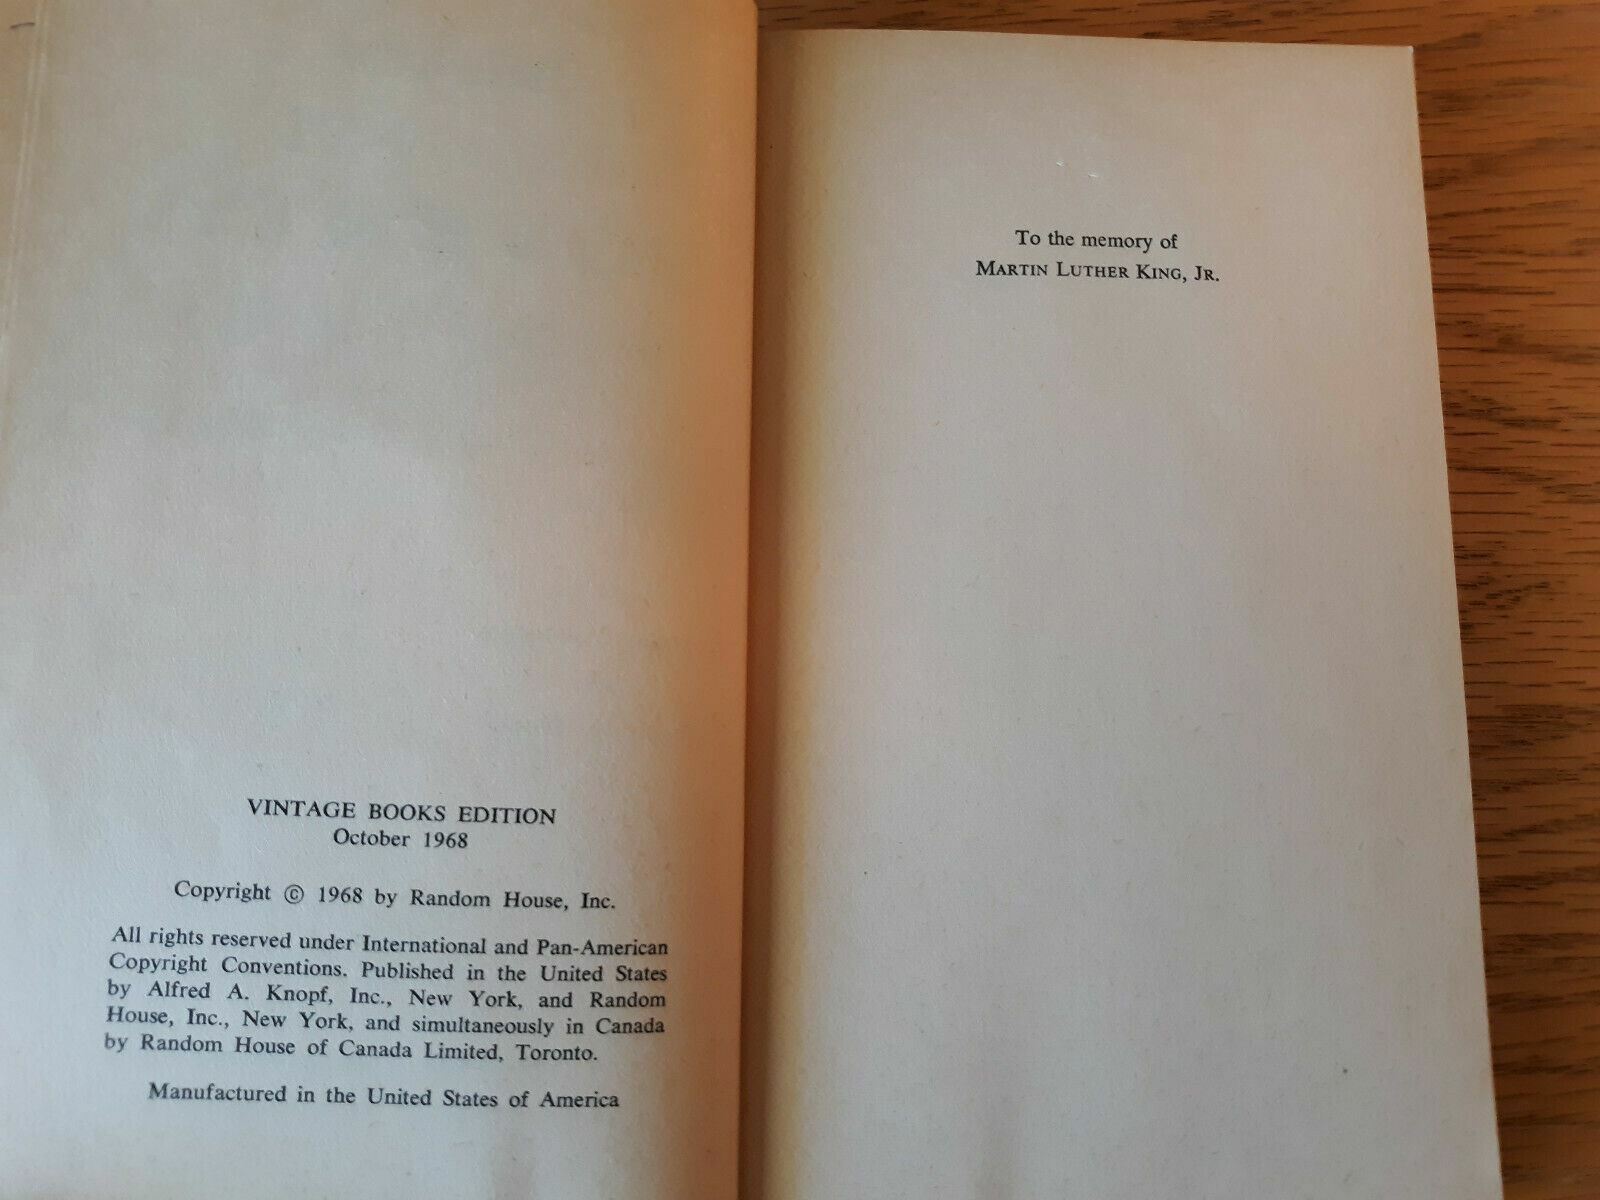 VINTAGE BOOKS EDITION
October 1968
Copyright © 1968 by Random House, Inc.
All rights reserved under International and Pan-American
Copyright Conventions. Published in the United States
by Alfred A. Knopf, Inc., New York, and Random
House, Inc., New York, and simultaneously in Canada
by Random House of Canada Limited, Toronto.
Manufactured in the United States of America
To the memory of
MARTIN LUTHER KING, JR.